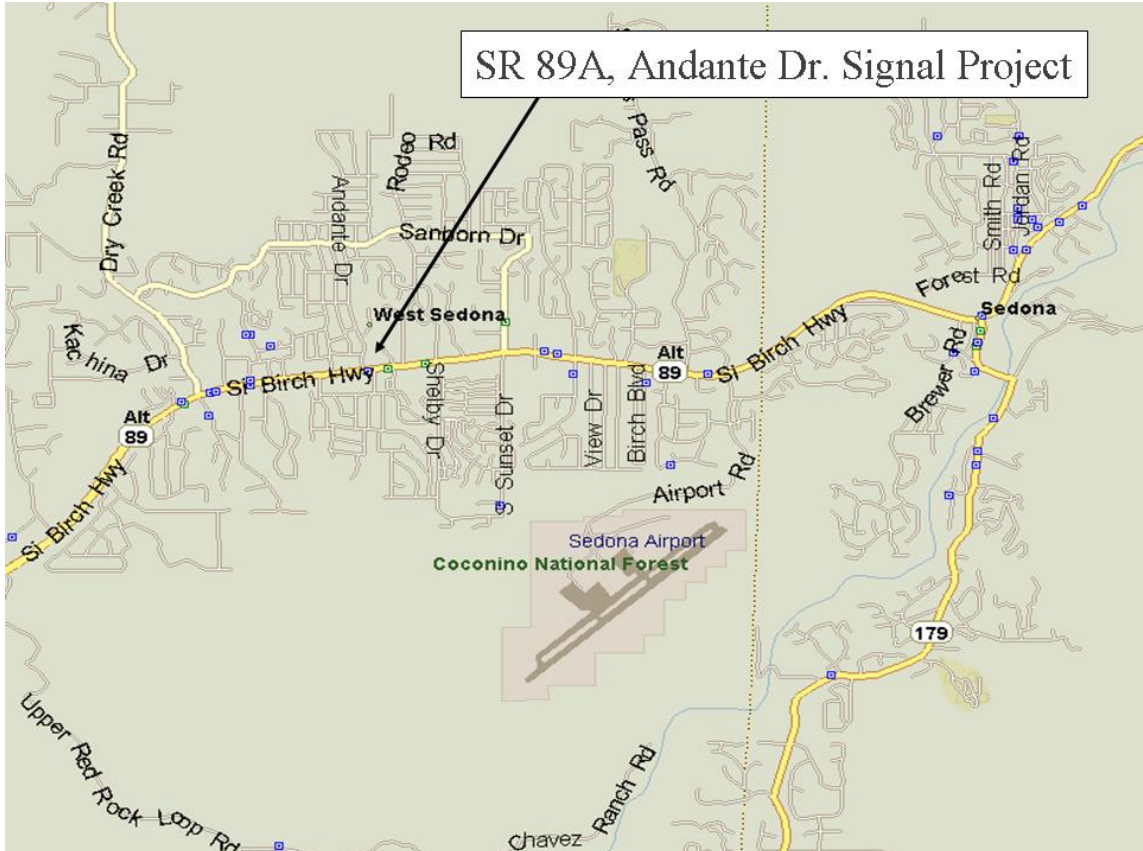 SR 89A, Andante Dr. Signal Project
Dry Creek Rd
Rodeo Rd
Pass Rd
Andante Dr
Sanborn Dr
Smith Rd
Jordan Rd
Forest Rd
Sedona
West Sedona
Kachina Dr
Si Birch Hwy
Alt
89
Si Birch Hwy
Brewer Rd
Alt
89
Shelby Dr
S Sunset Dr
View Dr
Birch Blvd
Si Birch Hwy
Airport Rd
Sedona Airport
Coconino National Forest
179
Upper Red Rock Loop Rd
Chavez Ranch Rd